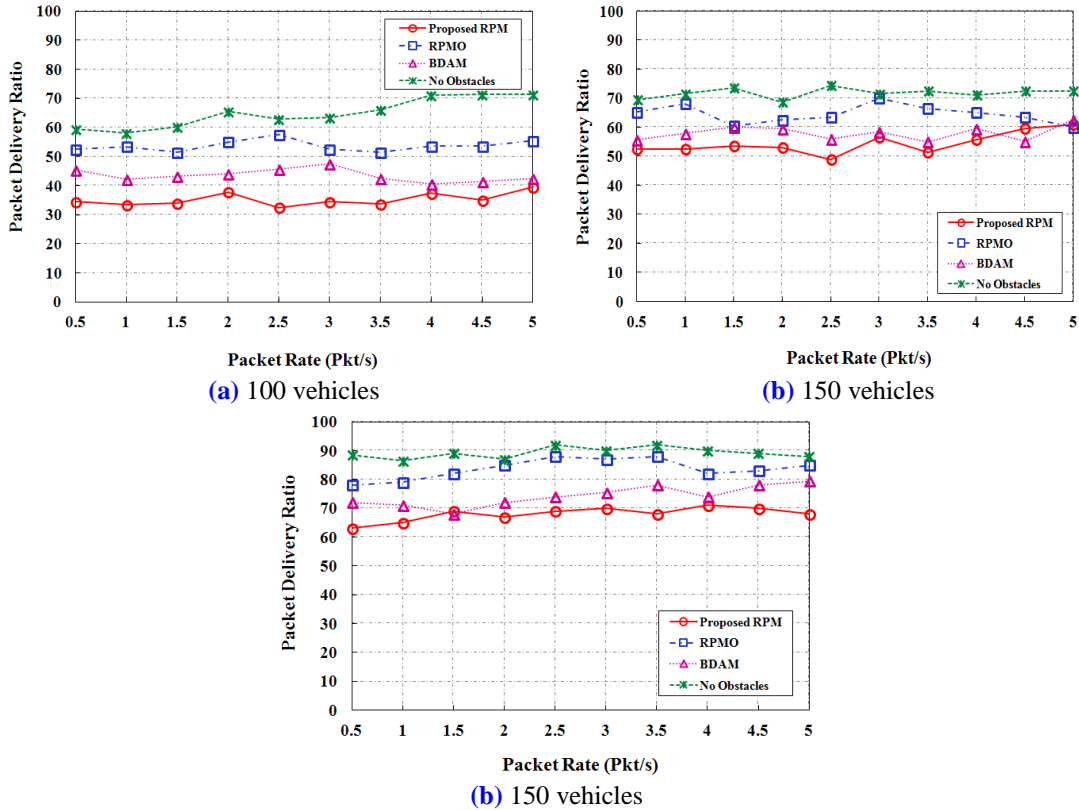 100
90
80
70
60
50
40
30
20
10
0
Packet Delivery Ratio
Proposed RPM
RPMO
BDAM
No Obstacles
0.5 1 1.5 2 2.5 3 3.5 4 4.5 5
Packet Rate (Pkt/s)
(a) 100 vehicles
100
90
80
70
60
50
40
30
20
10
0
Packet Delivery Ratio
Proposed RPM
RPMO
BDAM
No Obstacles
0.5 1 1.5 2 2.5 3 3.5 4 4.5 5
Packet Rate (Pkt/s)
(b) 150 vehicles
100
90
80
70
60
50
40
30
20
10
0
Packet Delivery Ratio
Proposed RPM
RPMO
BDAM
No Obstacles
0.5 1 1.5 2 2.5 3 3.5 4 4.5 5
Packet Rate (Pkt/s)
(b) 150 vehicles